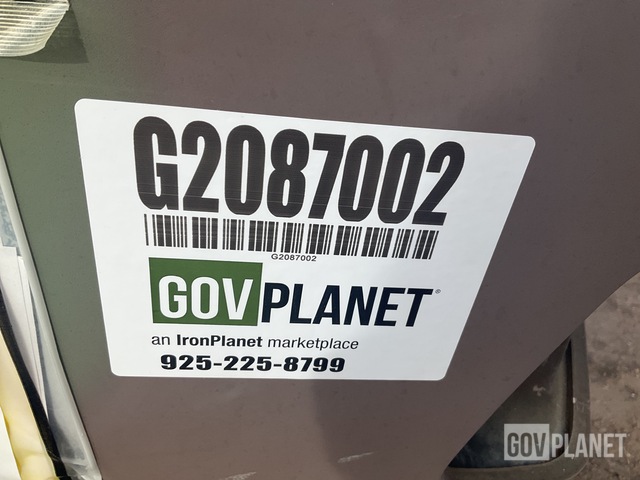 G2087002
G2087002
GOVPLANET®
an IronPlanet marketplace
925-225-8799
GOVPLANET